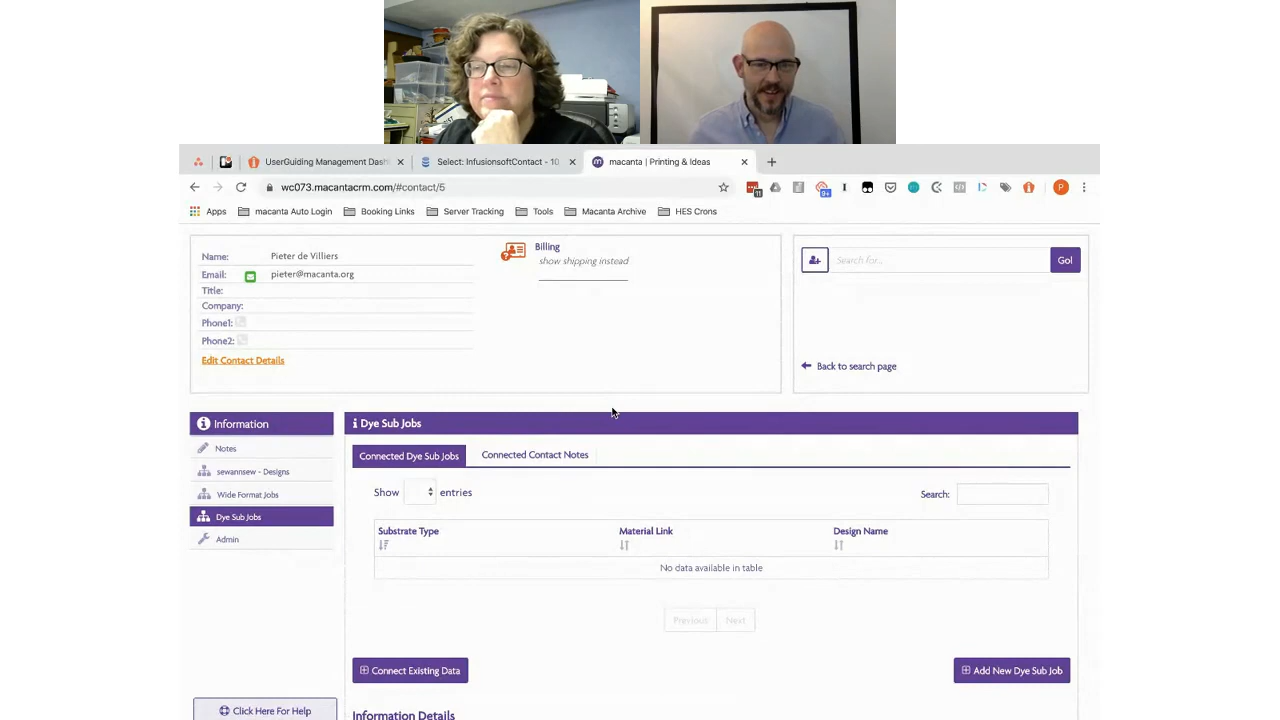 UserGuiding Management Dash
Select: InfusionsoftContact - 10
macanta | Printing & Ideas
wc073.macantacrm.com/#contact/5
11
9+
P
Apps
macanta Auto Login
Booking Links
Server Tracking
Tools
Macanta Archive
HES Crons
Name: Pieter de Villiers
Email: pieter@macanta.org
Title:
Company:
Phone1:
Phone2:
Edit Contact Details
Billing
show shipping instead
Search for...
Go!
Back to search page
Information
Notes
sewannsew - Designs
Wide Format Jobs
Dye Sub Jobs
Admin
Click Here For Help
Dye Sub Jobs
Connected Dye Sub Jobs
Connected Contact Notes
Show entries
Search:
Substrate Type
Material Link
Design Name
No data available in table
Previous
Next
Connect Existing Data
Add New Dye Sub Job
Information Details